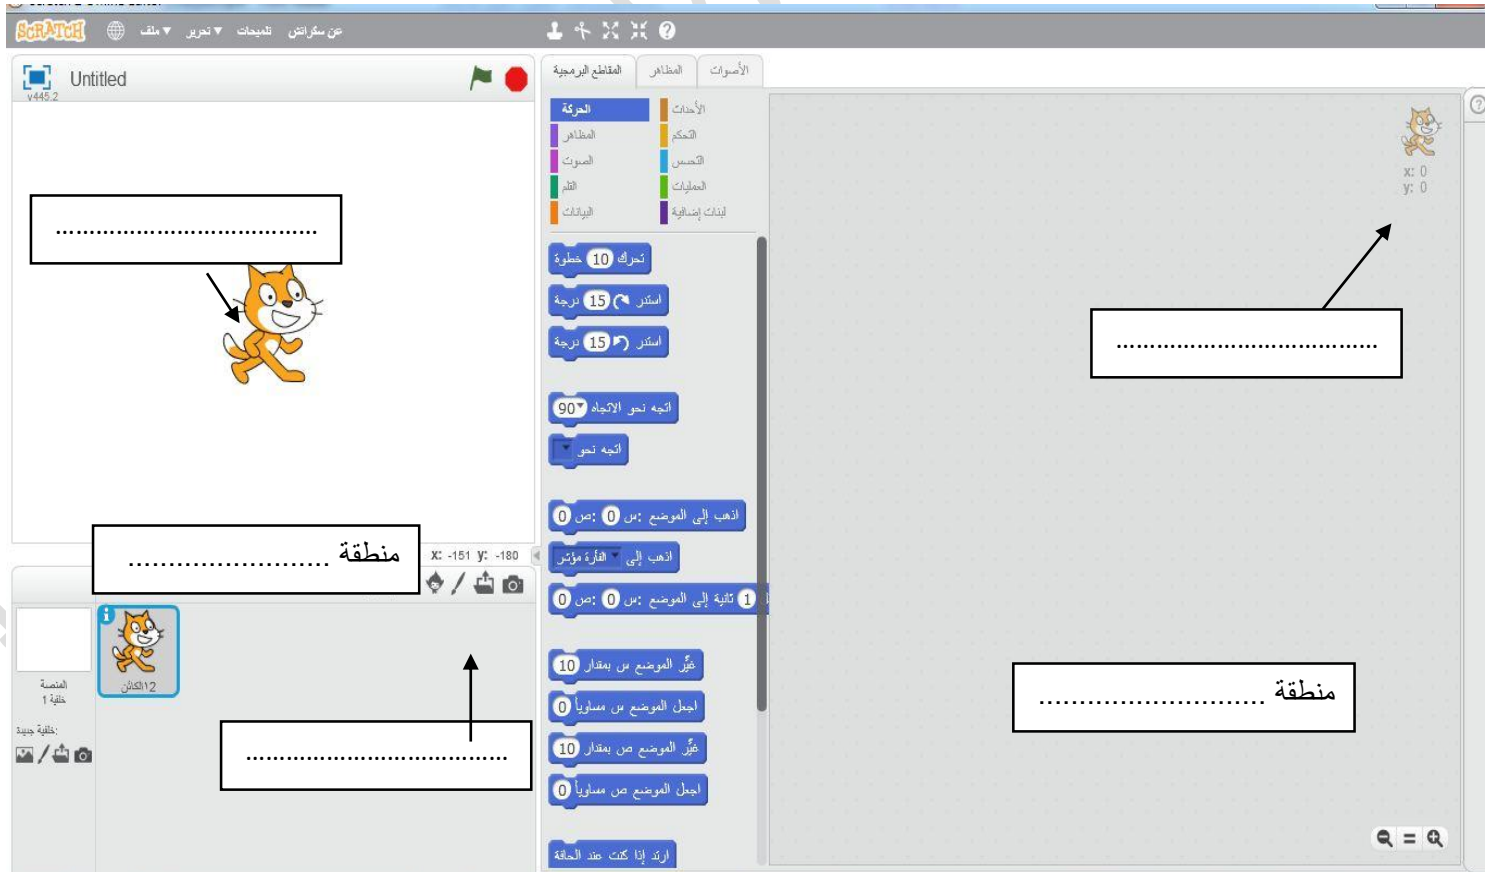 SCRATCH ملف ▼ تحرير ▼ تلميحات عن سكراتش
v445.2
Untitled
المقاطع البرمجية المظاهر الأصوات
الحركة الأحداث
المظاهر التحكم
الصوت التحسس
القلم العمليات
البيانات لبنات إضافية
تحرك 10 خطوة
استدر 15 درجة
استدر 15 درجة
اتجه نحو الاتجاه 90▼
اتجه نحو ▼
اذهب إلى الموضع س: 0 ص: 0
اذهب إلى ▼ الفأرة مؤشر
1 ثانية إلى الموضع س: 0 ص: 0
غيِّر الموضع س بمقدار 10
اجعل الموضع س مساوياً 0
غيِّر الموضع ص بمقدار 10
اجعل الموضع ص مساوياً 0
ارتد إذا كنت عند الحافة
x: 0
y: 0
.......................................
.......................................
منطقة .........................
x: -151 y: -180
الكائن12
المنصة
خلفية 1
خلفية جديدة:
.......................................
منطقة ............................